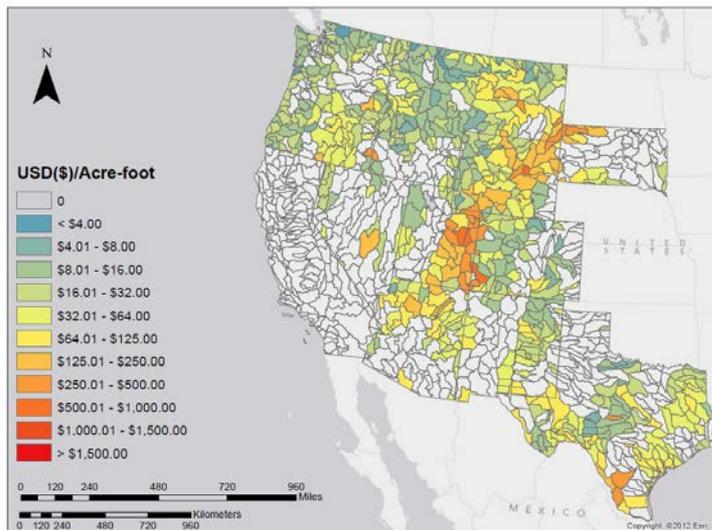 N
USD($)/Acre-foot
0
< $4.00
$4.01 - $8.00
$8.01 - $16.00
$16.01 - $32.00
$32.01 - $64.00
$64.01 - $125.00
$125.01 - $250.00
$250.01 - $500.00
$500.01 - $1,000.00
$1,000.01 - $1,500.00
> $1,500.00
0 120 240 480 720 960
Miles
0 120 240 480 720 960
Kilometers
UNITED
STATES
MEXICO
Copyright:©2012 Esri